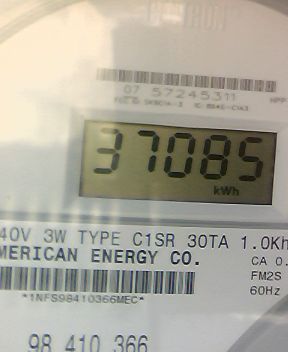 07 57245311
37085
kWh
40V 3W TYPE C1SR 30TA 1.0Kh
MERICAN ENERGY CO.
CA 0.
FM2S
60Hz
*1NFS98410366MEC*
98 410 366